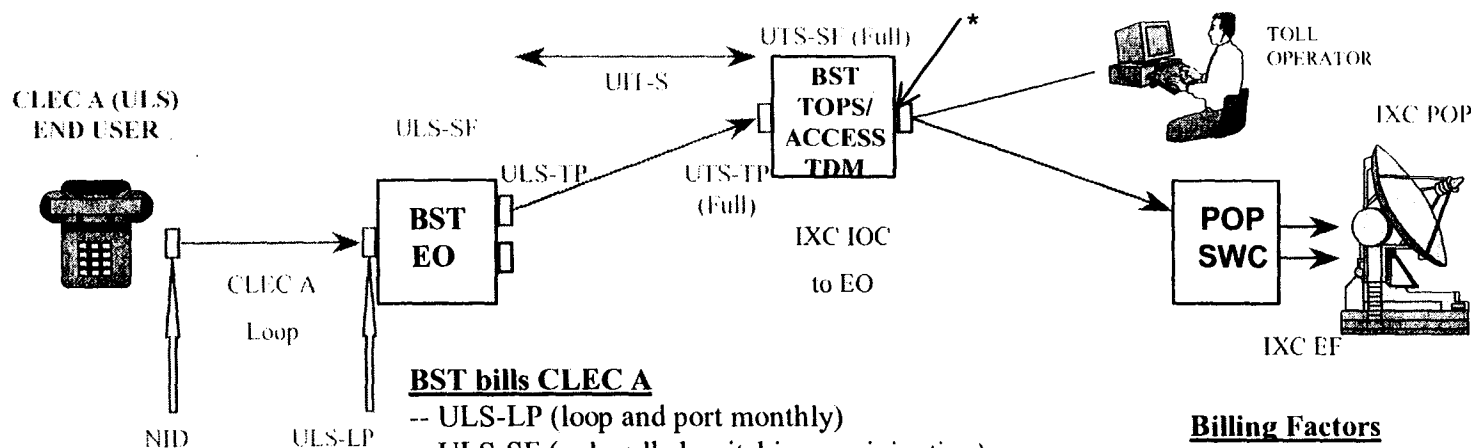 *
UTS-SF (Full)
TOLL
OPERATOR
UIT-S
BST
TOPS/
ACCESS
TDM
CLEC A (ULS)
END USER
ULS-SF
IXC POP
ULS-TP
UTS-TP
(Full)
BST
EO
POP
SWC
IXC IOC
to EO
CLEC A
Loop
IXC EF
BST bills CLEC A
-- ULS-LP (loop and port monthly)
Billing Factors
NID
ULS-LP